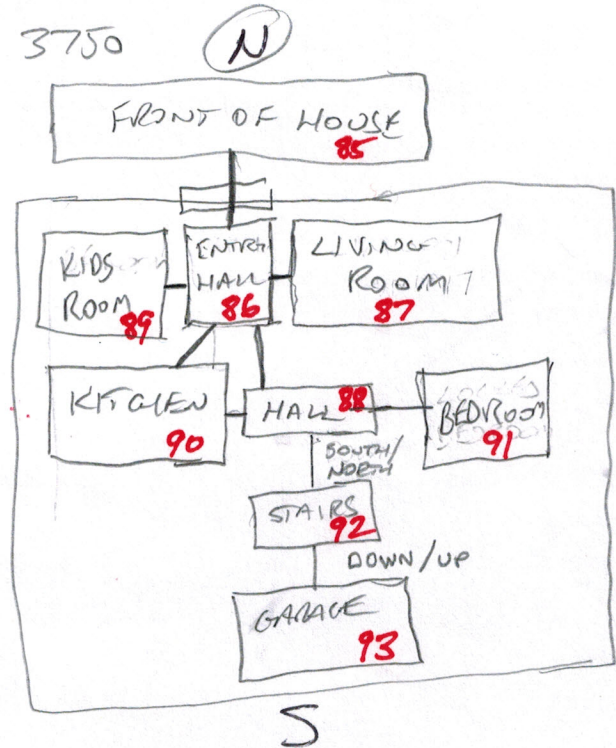 3750 N
FRONT OF HOUSE
85
KIDS
ROOM
89
ENTRY
HALL
86
LIVING
ROOM
87
KITCHEN
90
HALL 88
BEDROOM
91
SOUTH/
NORTH
STAIRS
92
DOWN/UP
GARAGE
93
S